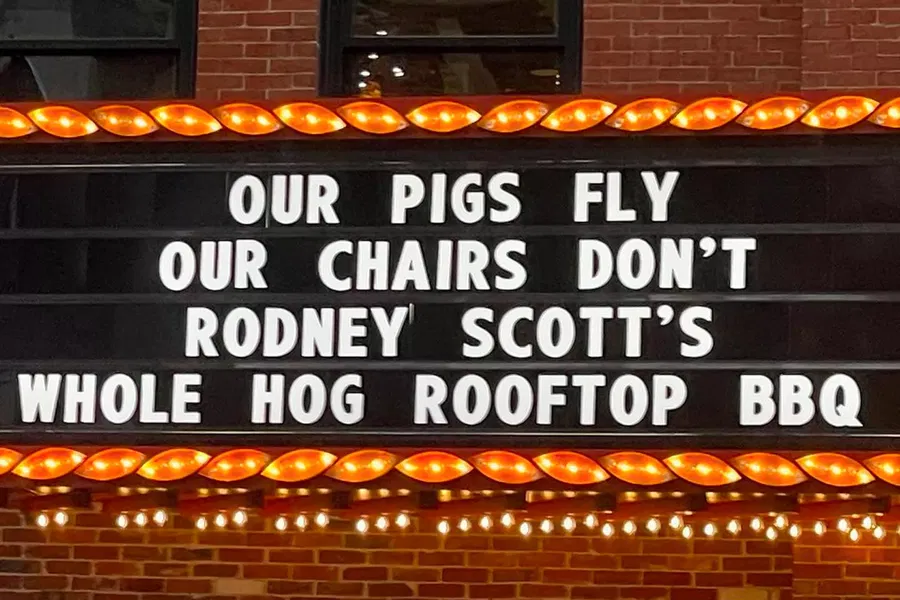 OUR PIGS FLY
OUR CHAIRS DON'T
RODNEY SCOTT'S
WHOLE HOG ROOFTOP BBQ